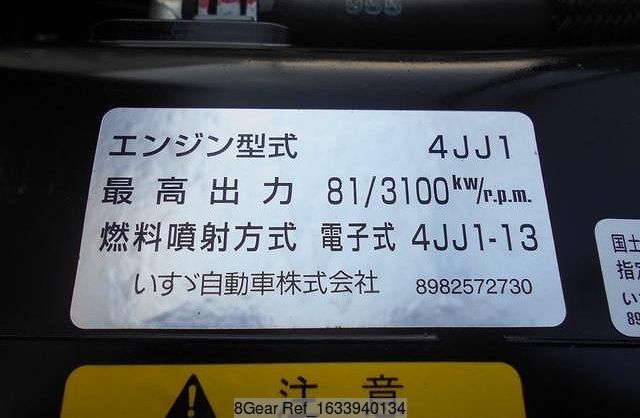 エンジン型式 4JJ1
最高出力 81/3100kw/r.p.m.
燃料噴射方式 電子式 4JJ1-13
いすゞ自動車株式会社 8982572730
国土
指定
い
89
注意
8Gear Ref_1633940134